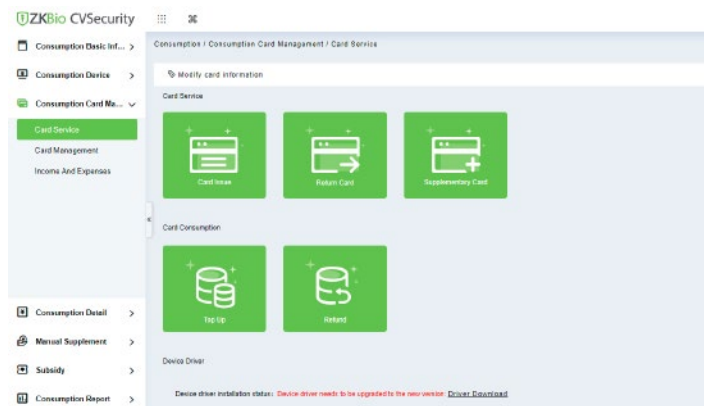 ZKBio CVSecurity
Consumption Basic Inf... >
Consumption / Consumption Card Management / Card Service
Consumption Device >
Modify card information
Consumption Card Ma...
Card Service
Card Service
Card Management
Income And Expenses
Card Issue
Return Card
Supplementary Card
Card Consumption
Top Up
Refund
Consumption Detail >
Manual Supplement >
Subsidy >
Consumption Report >
Device Driver
Device driver installation status: Device driver needs to be upgraded to the new version: Driver Download